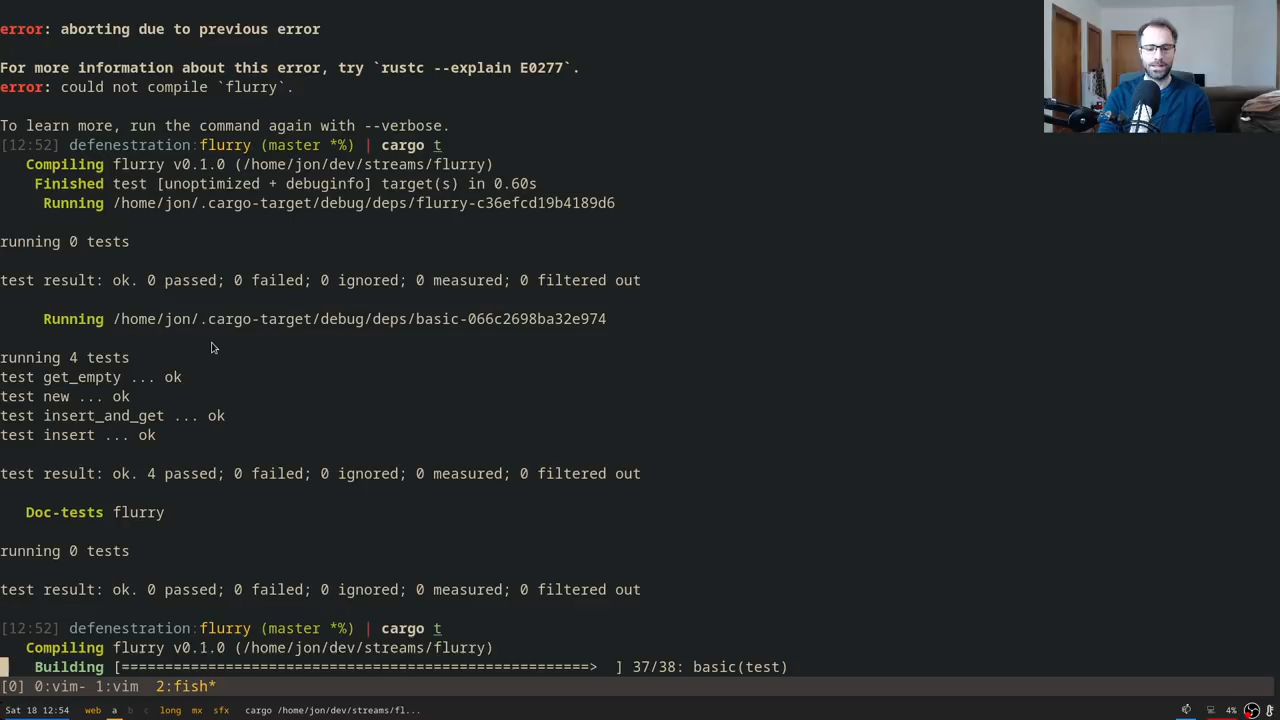 error: aborting due to previous error
For more information about this error, try `rustc --explain E0277`.
error: could not compile `flurry`.
To learn more, run the command again with --verbose.
[12:52] defenestration:flurry (master *%) | cargo t
Compiling flurry v0.1.0 (/home/jon/dev/streams/flurry)
Finished test [unoptimized + debuginfo] target(s) in 0.60s
Running /home/jon/.cargo-target/debug/deps/flurry-c36efcd19b4189d6
running 0 tests
test result: ok. 0 passed; 0 failed; 0 ignored; 0 measured; 0 filtered out
Running /home/jon/.cargo-target/debug/deps/basic-066c2698ba32e974
running 4 tests
test get_empty ... ok
test new ... ok
test insert_and_get ... ok
test insert ... ok
test result: ok. 4 passed; 0 failed; 0 ignored; 0 measured; 0 filtered out
Doc-tests flurry
running 0 tests
test result: ok. 0 passed; 0 failed; 0 ignored; 0 measured; 0 filtered out
[12:52] defenestration:flurry (master *%) | cargo t
Compiling flurry v0.1.0 (/home/jon/dev/streams/flurry)
Building [======================================================> ] 37/38: basic(test)
[0] 0:vim- 1:vim 2:fish*
Sat 18 12:54 web a b c long mx sfx cargo /home/jon/dev/streams/fl... 4%